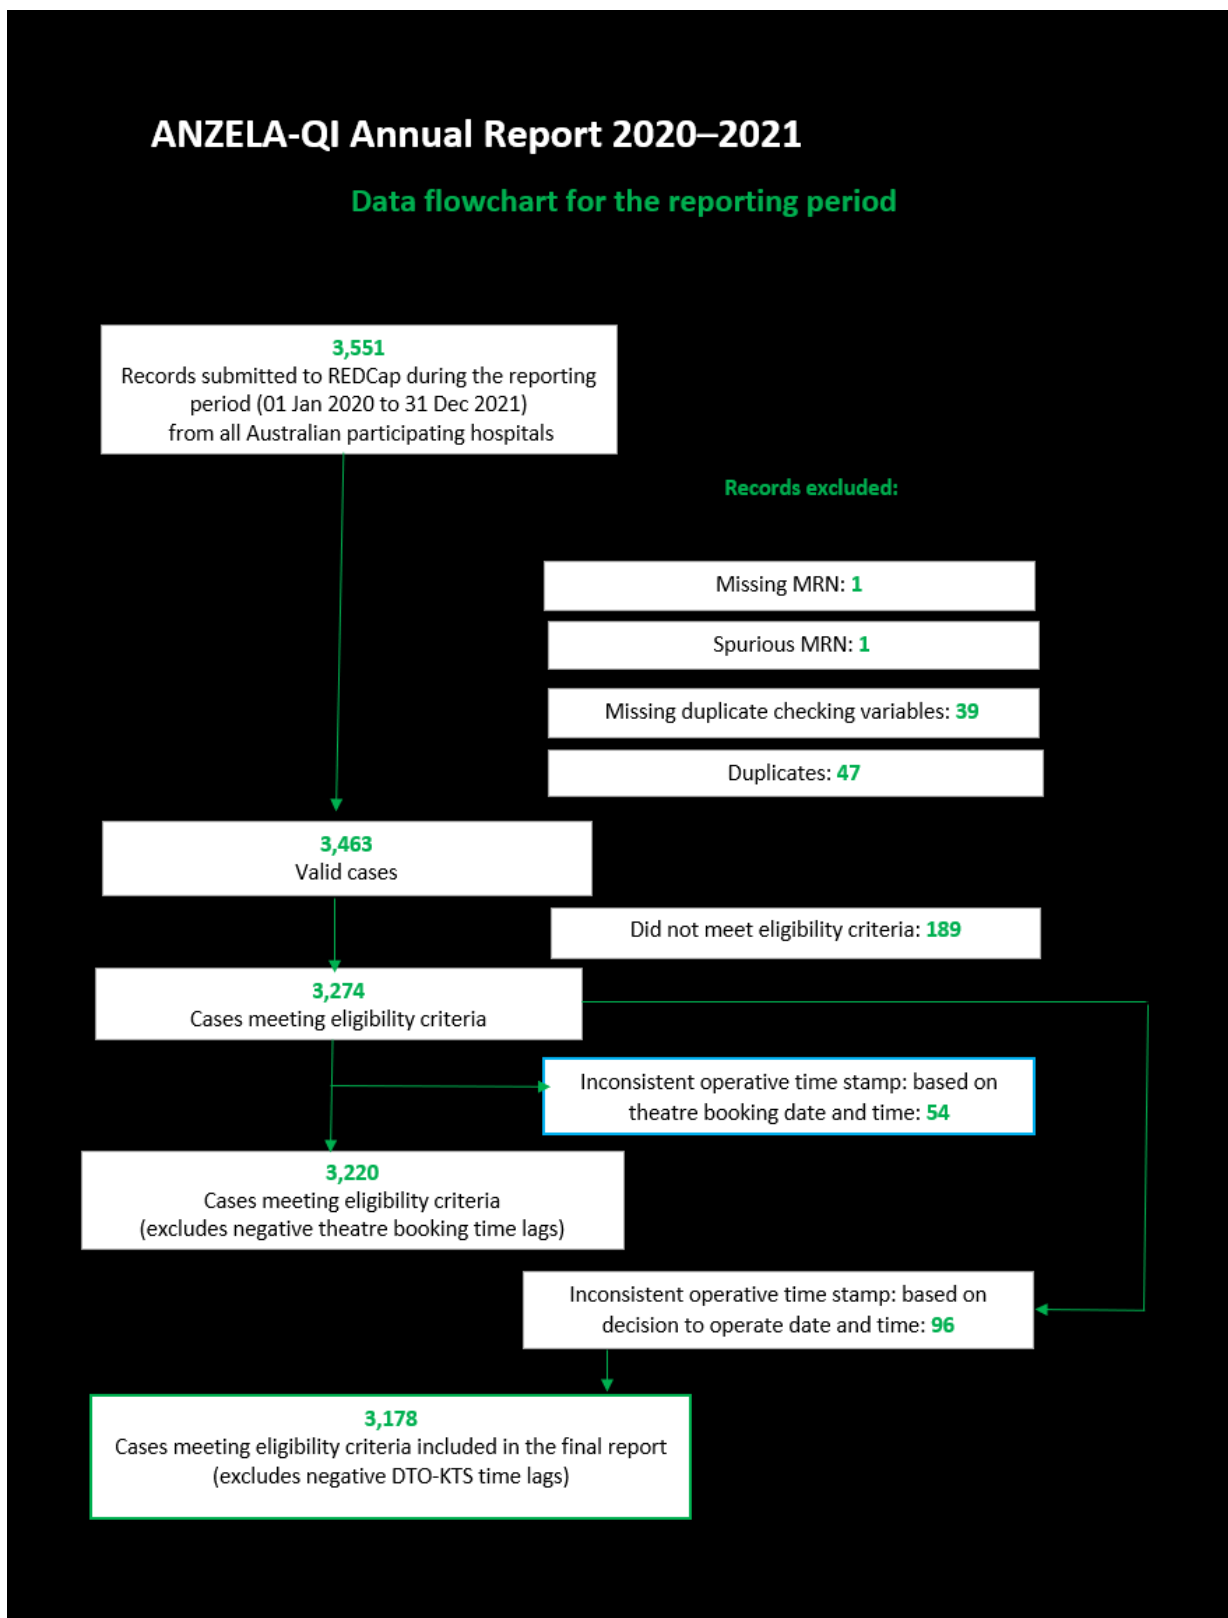 ANZELA-QI Annual Report 2020–2021
Data flowchart for the reporting period
3,551
Records submitted to REDCap during the reporting
period (01 Jan 2020 to 31 Dec 2021)
from all Australian participating hospitals
Records excluded:
Missing MRN: 1
Spurious MRN: 1
Missing duplicate checking variables: 39
Duplicates: 47
3,463
Valid cases
Did not meet eligibility criteria: 189
3,274
Cases meeting eligibility criteria
Inconsistent operative time stamp: based on
theatre booking date and time: 54
3,220
Cases meeting eligibility criteria
(excludes negative theatre booking time lags)
Inconsistent operative time stamp: based on
decision to operate date and time: 96
3,178
Cases meeting eligibility criteria included in the final report
(excludes negative DTO-KTS time lags)